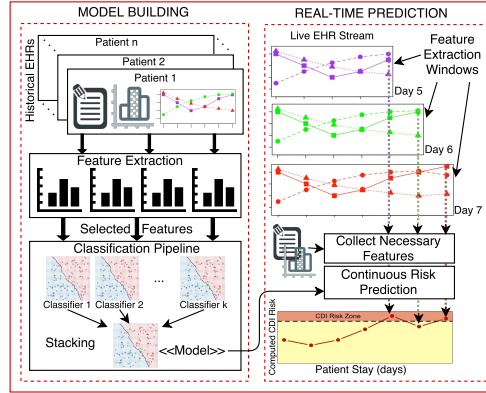 MODEL BUILDING
Historical EHRs
Patient n
Patient 2
Patient 1
Feature Extraction
Selected Features
Classification Pipeline
...
Classifier 1 Classifier 2 Classifier k
Stacking
<<Model>>
REAL-TIME PREDICTION
Live EHR Stream
Feature
Extraction
Windows
Day 5
Day 6
Day 7
Collect Necessary
Features
Continuous Risk
Prediction
Computed CDI Risk
CDI Risk Zone
Patient Stay (days)